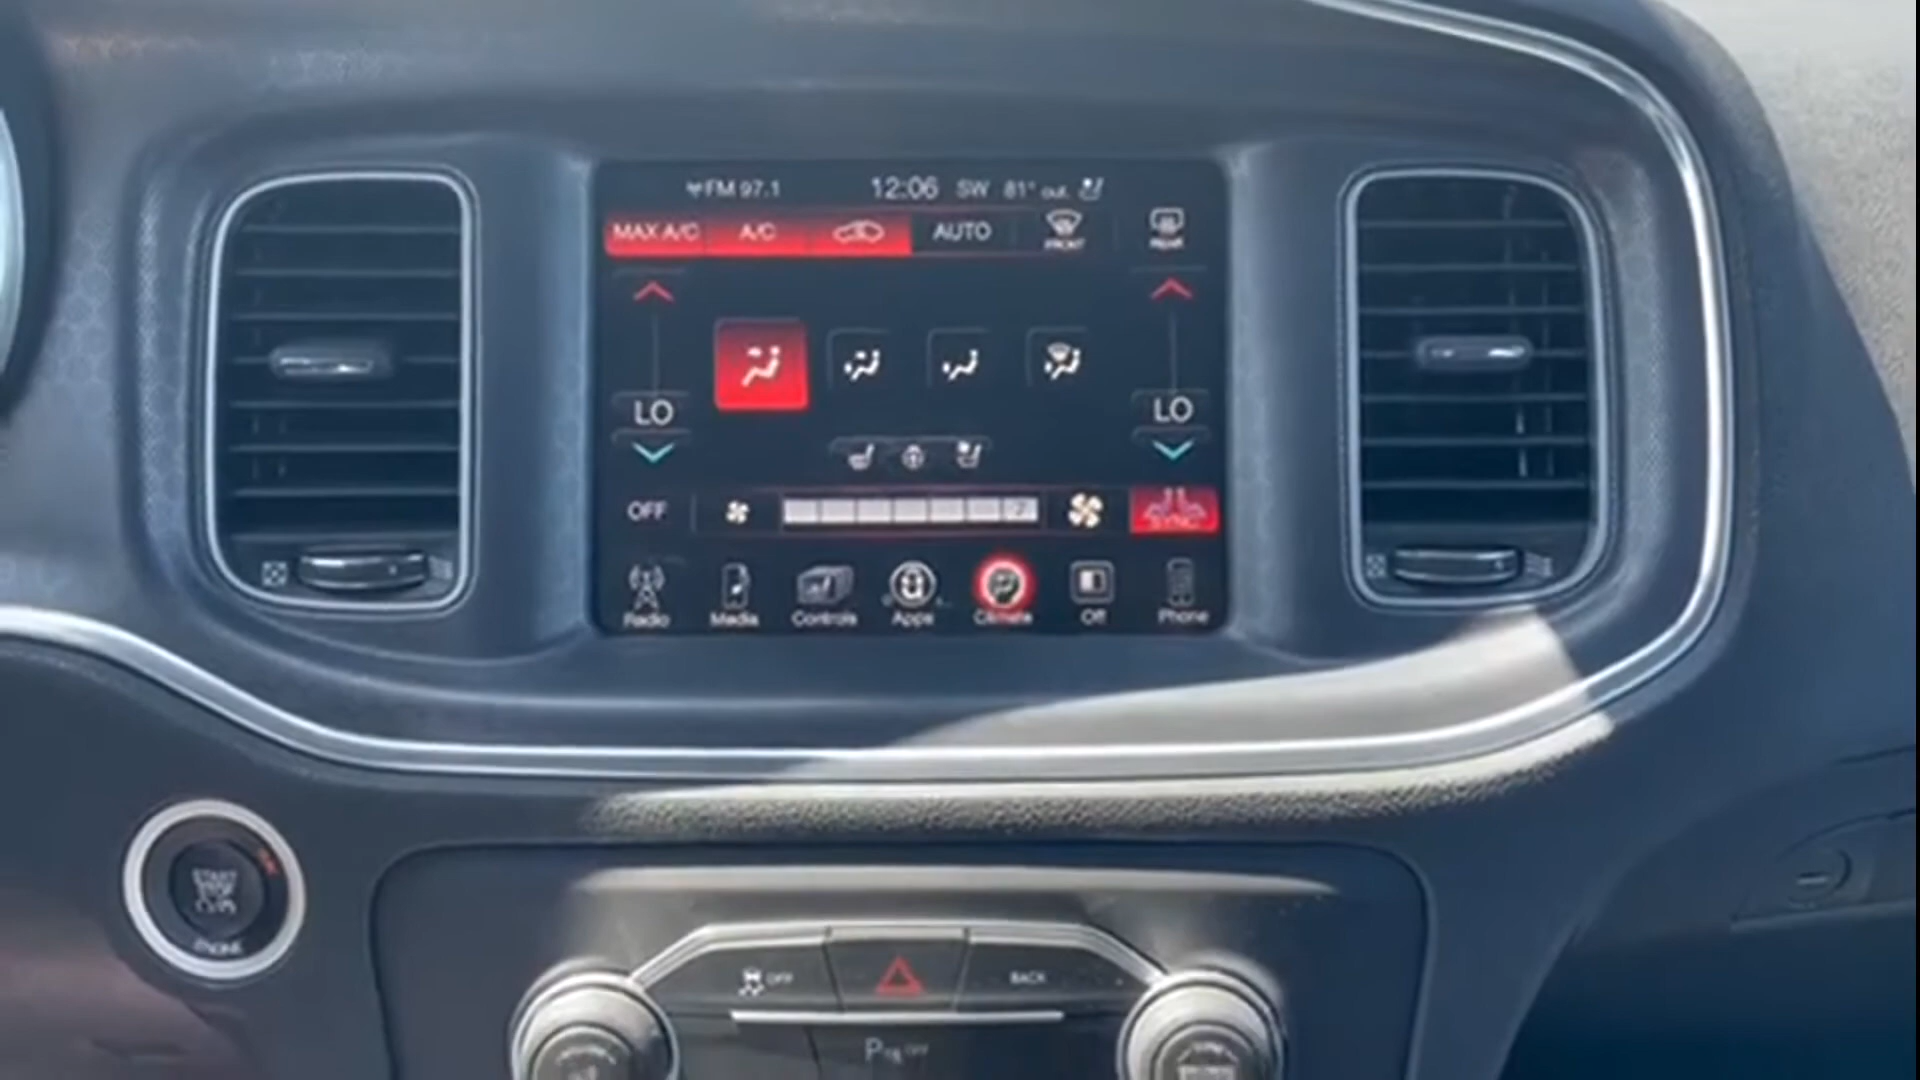 FM 97.1 12:06 SW 81° out
MAX A/C A/C AUTO FRONT REAR
LO LO
OFF SYNC
Radio Media Controls Apps Climate Off Phone
START
STOP
ENGINE
OFF BACK
P OFF